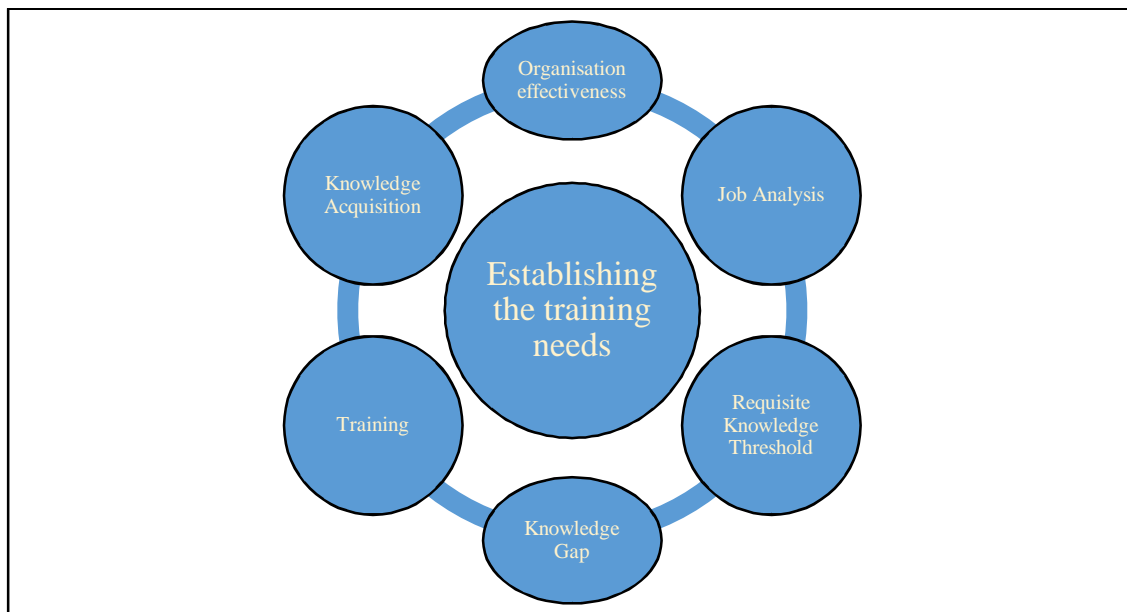 Organisation
effectiveness
Job Analysis
Requisite
Knowledge
Threshold
Knowledge
Gap
Training
Knowledge
Acquisition
Establishing
the training
needs